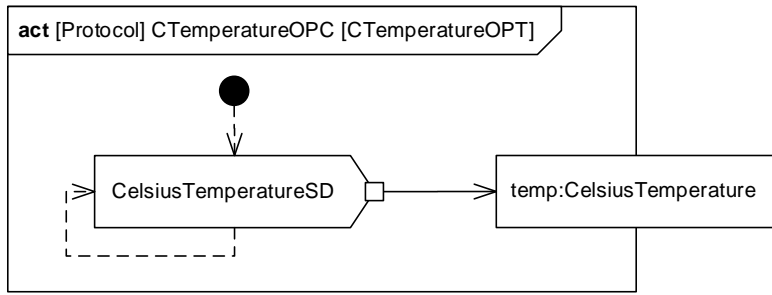 act [Protocol] CTemperatureOPC [CTemperatureOPT]
CelsiusTemperatureSD
temp:CelsiusTemperature